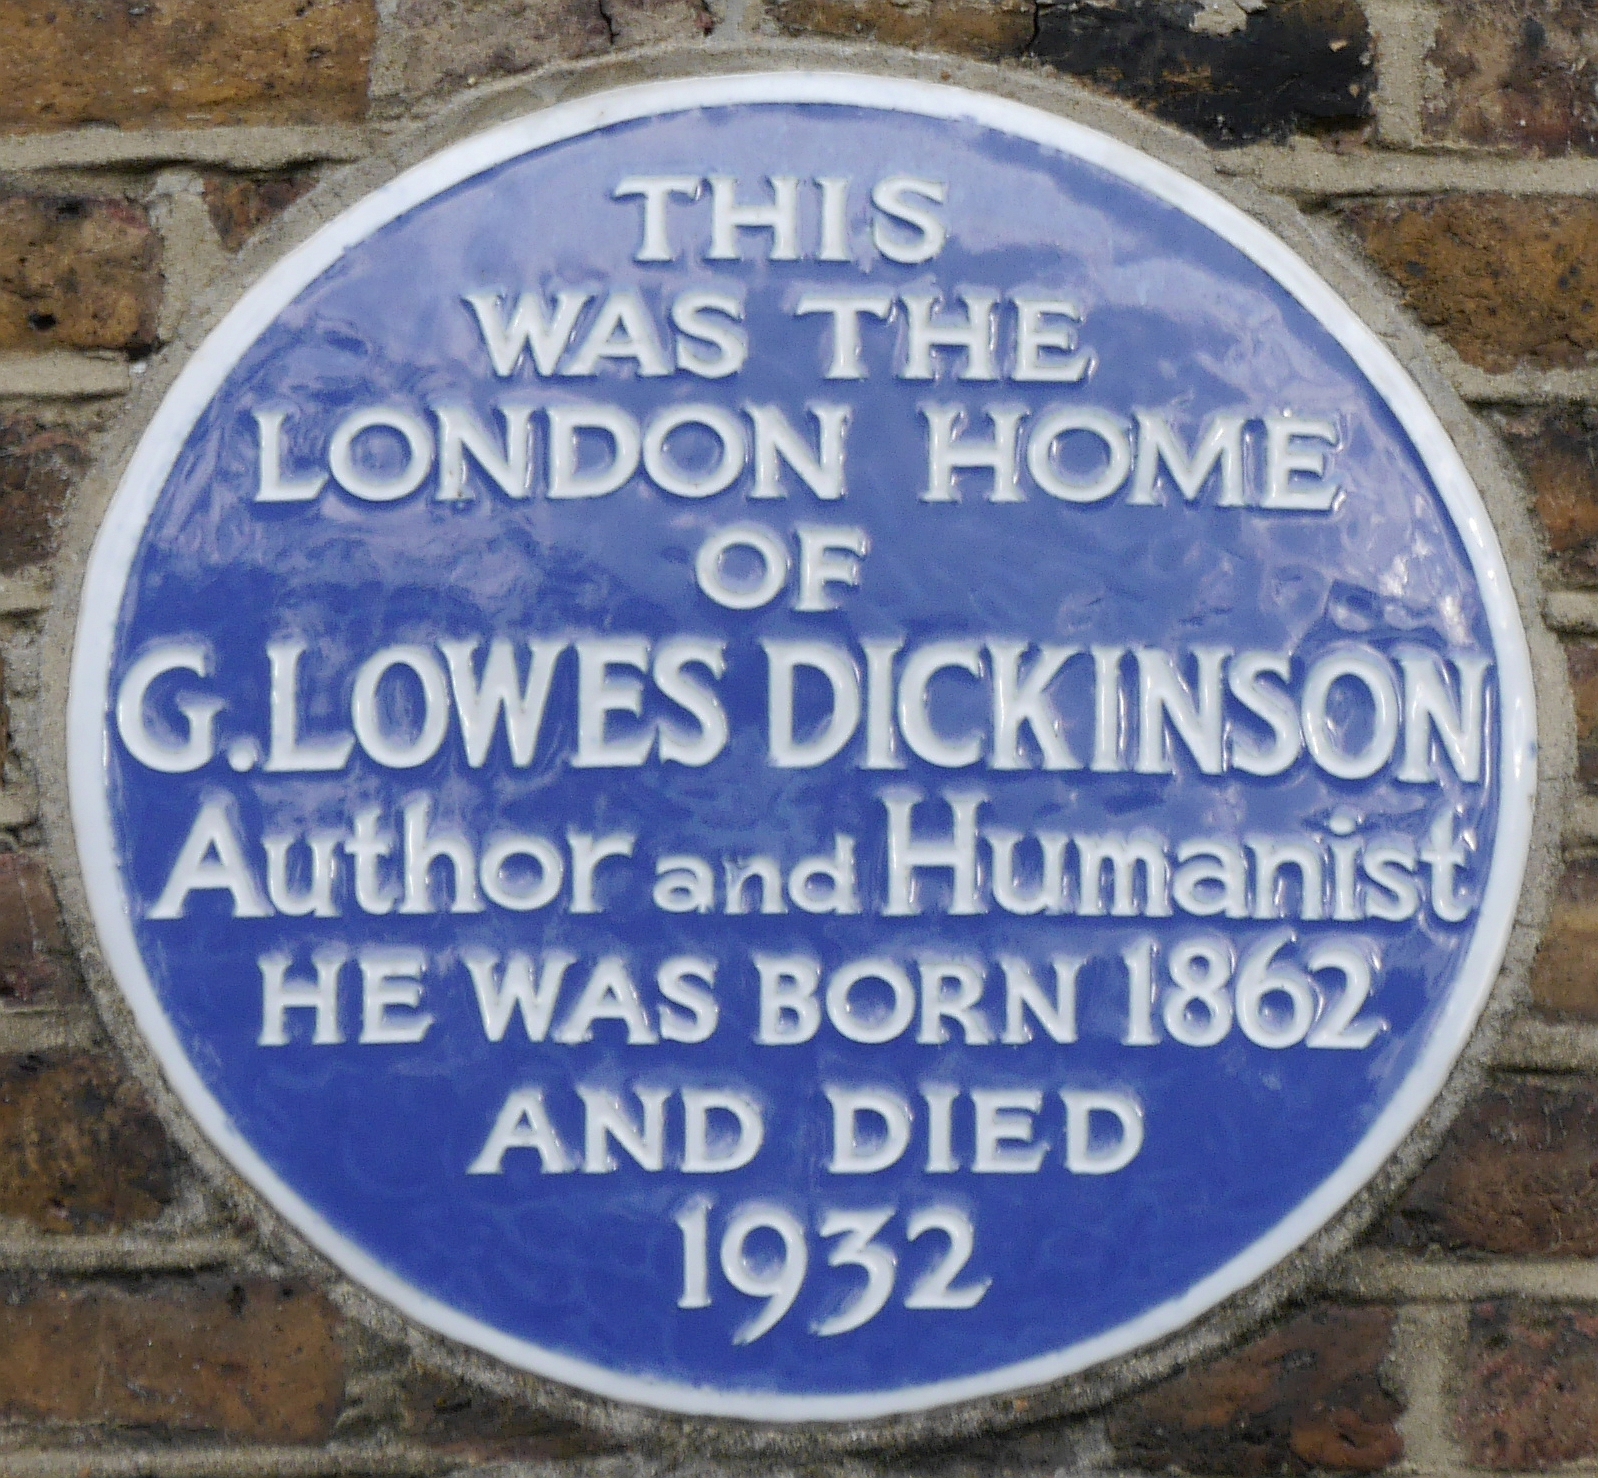 THIS
WAS THE
LONDON HOME
OF
G. LOWES DICKINSON
Author and Humanist
HE WAS BORN 1862
AND DIED
1932